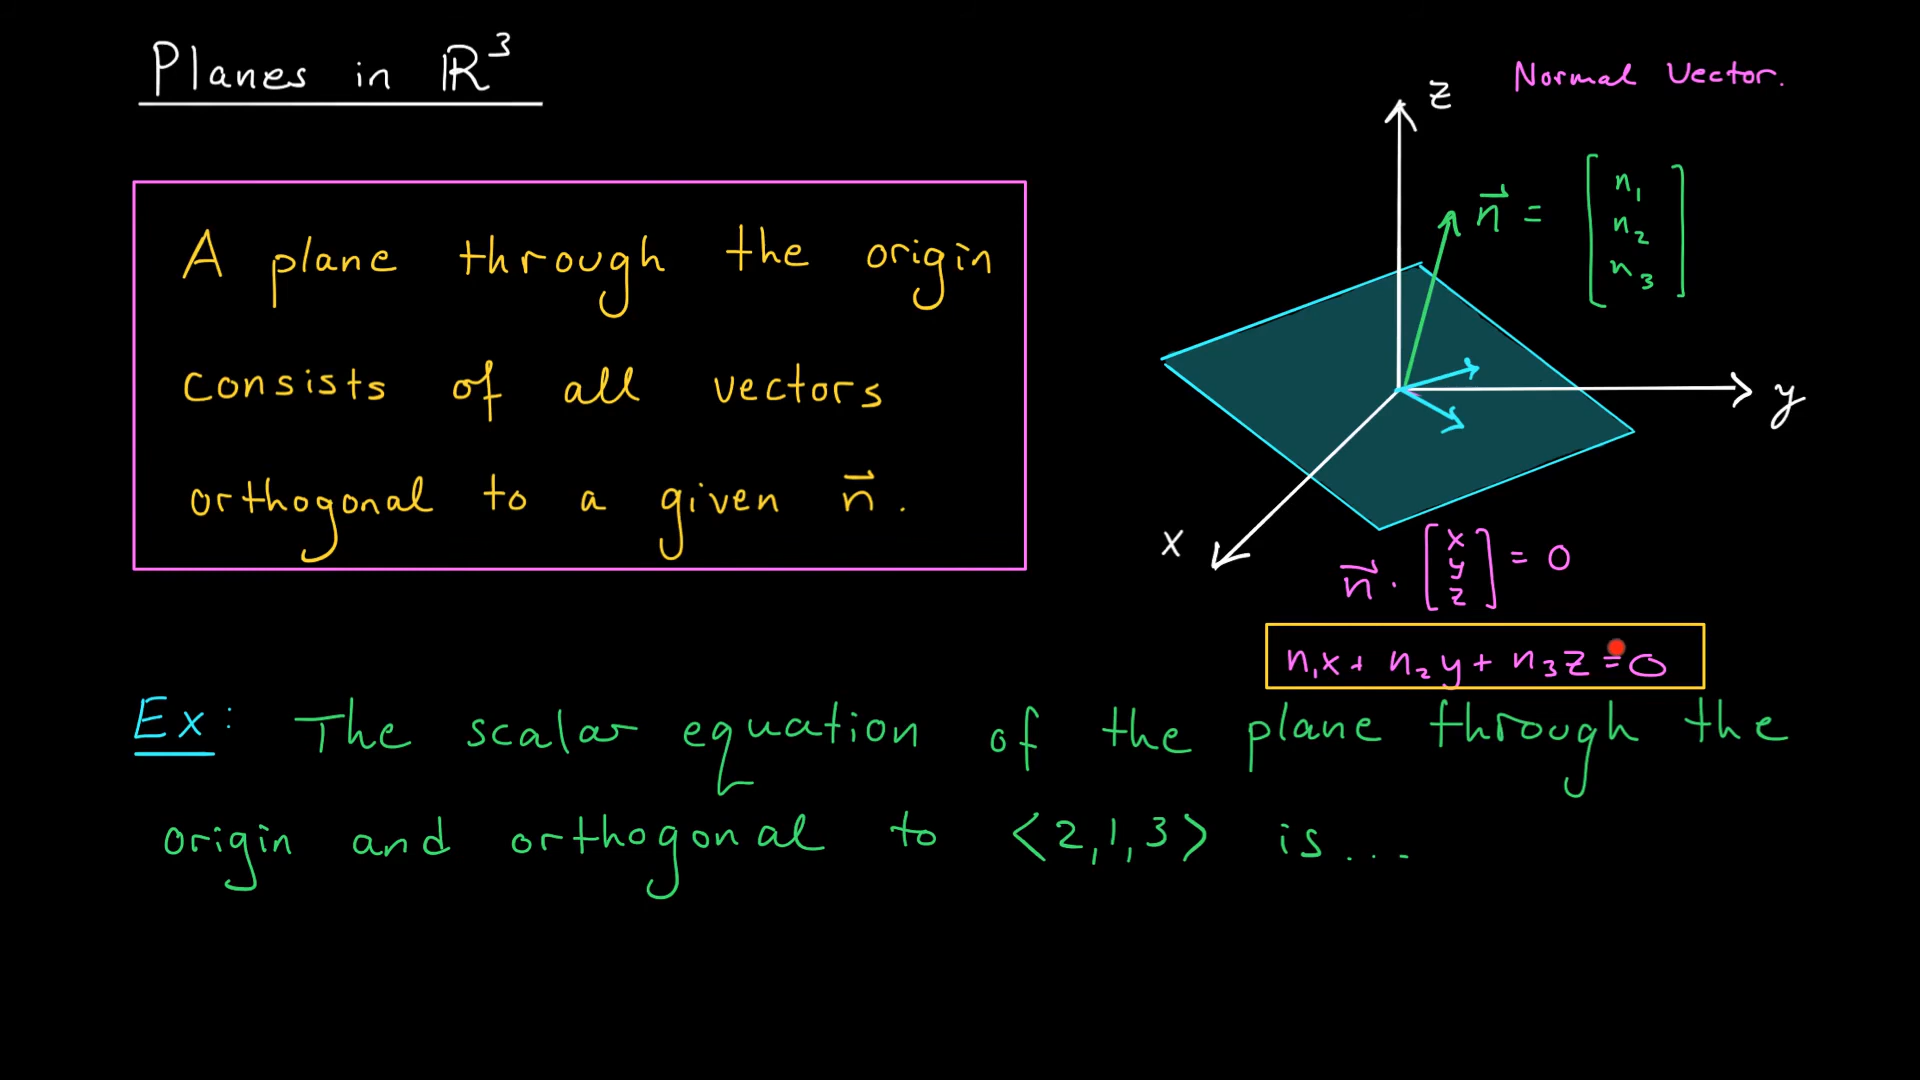 Planes in ℝ³
Normal Vector.
z
n⃗ = [n₁ n₂ n₃]
A plane through the origin
consists of all vectors
orthogonal to a given n⃗.
y
x
n⃗ · [x y z] = 0
n₁x + n₂y + n₃z = 0
Ex: The scalar equation of the plane through the
origin and orthogonal to <2,1,3> is...